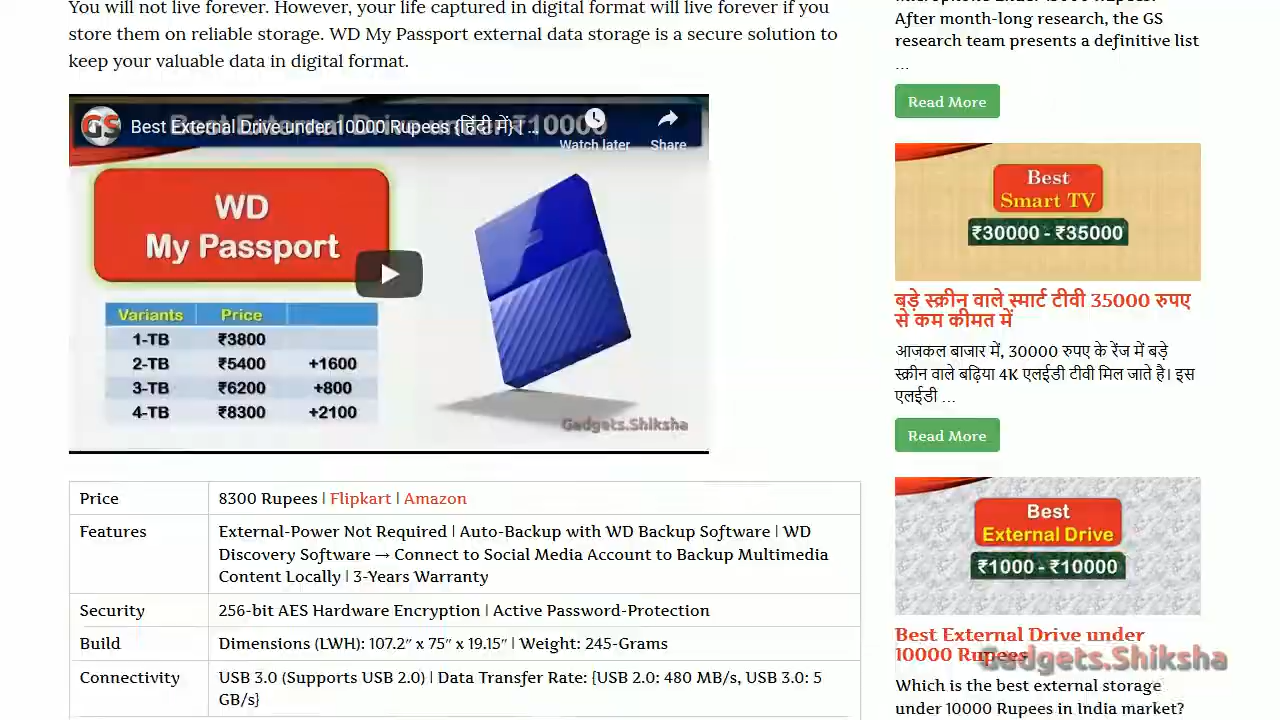 You will not live forever. However, your life captured in digital format will live forever if you
store them on reliable storage. WD My Passport external data storage is a secure solution to
keep your valuable data in digital format.
GS
Best External Drive under 10000 Rupees {हिंदी में} | ...
Best External Drive under ₹10000
Watch later
Share
WD
My Passport
Variants Price
1-TB ₹3800
2-TB ₹5400 +1600
3-TB ₹6200 +800
4-TB ₹8300 +2100
Gadgets.Shiksha
Price 8300 Rupees | Flipkart | Amazon
Features External-Power Not Required | Auto-Backup with WD Backup Software | WD
Discovery Software → Connect to Social Media Account to Backup Multimedia
Content Locally | 3-Years Warranty
Security 256-bit AES Hardware Encryption | Active Password-Protection
Build Dimensions (LWH): 107.2″ x 75″ x 19.15″ | Weight: 245-Grams
Connectivity USB 3.0 (Supports USB 2.0) | Data Transfer Rate: {USB 2.0: 480 MB/s, USB 3.0: 5
GB/s}
After month-long research, the GS
research team presents a definitive list
...
Read More
Best
Smart TV
₹30000 - ₹35000
बड़े स्क्रीन वाले स्मार्ट टीवी 35000 रुपए
से कम कीमत में
आजकल बाजार में, 30000 रुपए के रेंज में बड़े
स्क्रीन वाले बढ़िया 4K एलईडी टीवी मिल जाते है। इस
एलईडी ...
Read More
Best
External Drive
₹1000 - ₹10000
Best External Drive under
10000 Rupees
Gadgets.Shiksha
Which is the best external storage
under 10000 Rupees in India market?